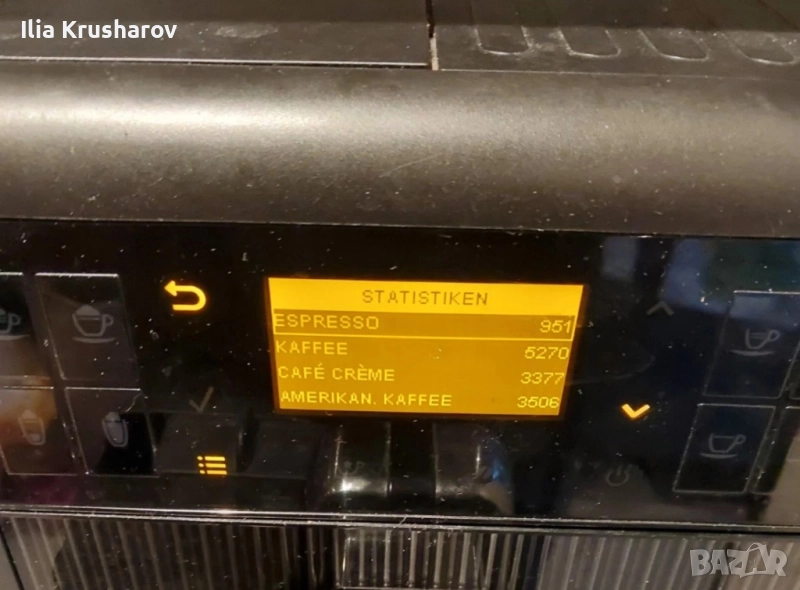 Ilia Krusharov
STATISTIKEN
ESPRESSO 951
KAFFEE 5270
CAFÉ CRÈME 3377
AMERIKAN. KAFFEE 3506
BAZAR